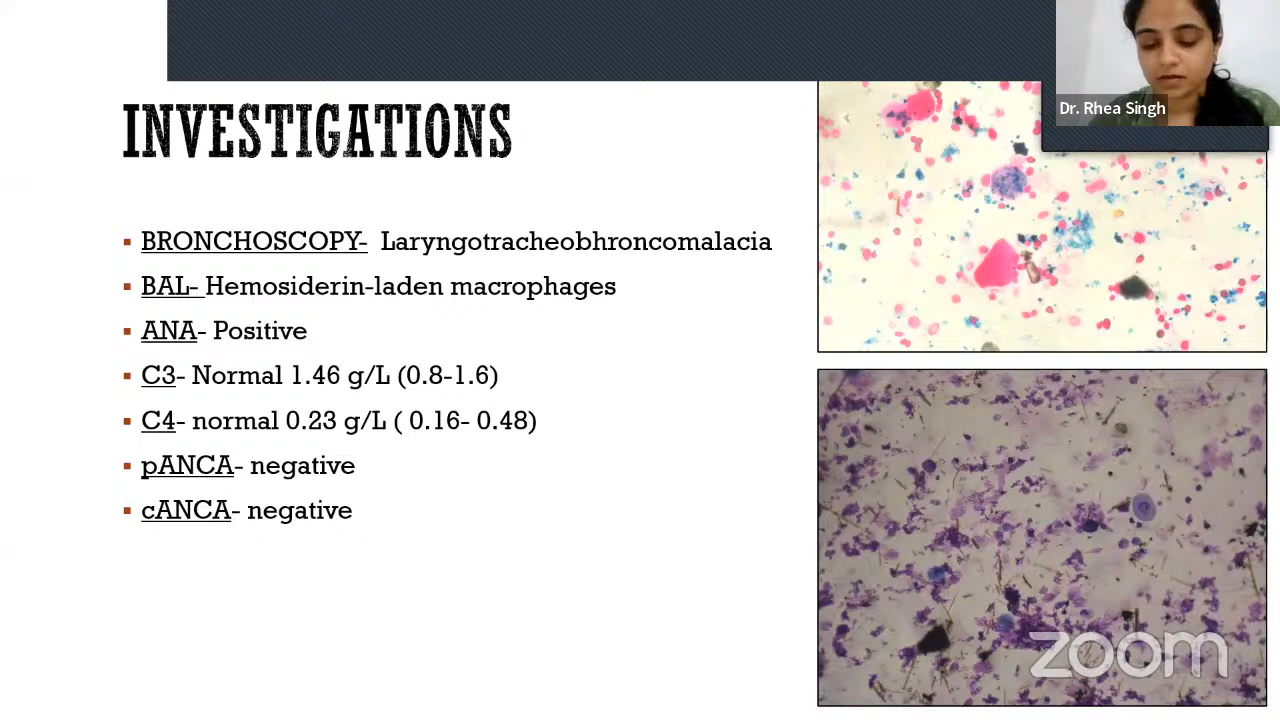 Dr. Rhea Singh
INVESTIGATIONS
BRONCHOSCOPY- Laryngotracheobhroncomalacia
BAL- Hemosiderin-laden macrophages
ANA- Positive
C3- Normal 1.46 g/L (0.8-1.6)
C4- normal 0.23 g/L ( 0.16- 0.48)
pANCA- negative
cANCA- negative
zoom